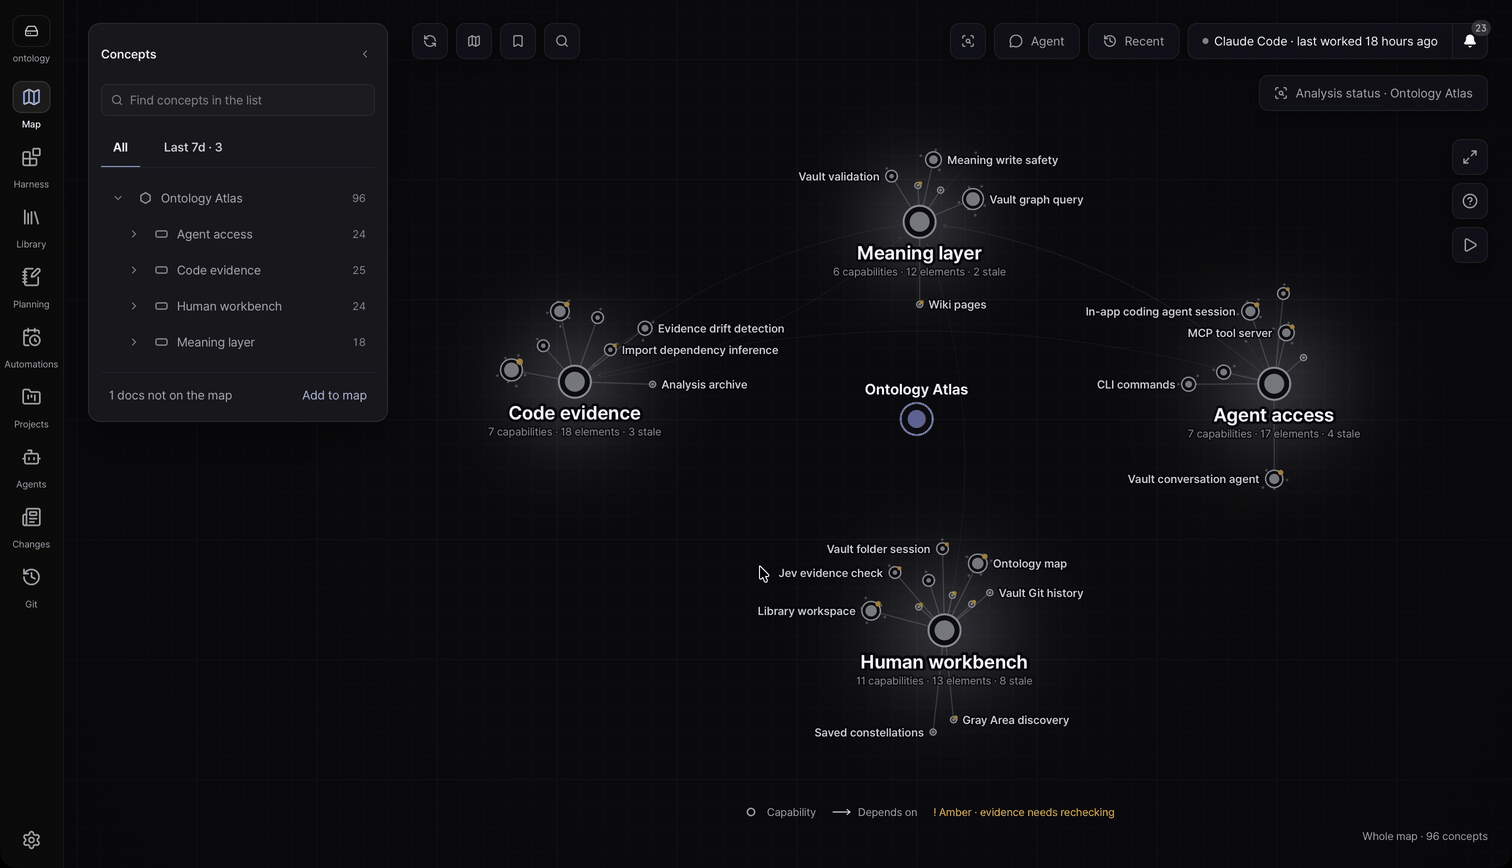 ontology
Map
Harness
Library
Planning
Automations
Projects
Agents
Changes
Git
Concepts
Find concepts in the list
All
Last 7d · 3
Ontology Atlas 96
Agent access 24
Code evidence 25
Human workbench 24
Meaning layer 18
1 docs not on the map
Add to map
Agent
Recent
Claude Code · last worked 18 hours ago
23
Analysis status · Ontology Atlas
Meaning write safety
Vault validation
Vault graph query
Meaning layer
6 capabilities · 12 elements · 2 stale
Wiki pages
Evidence drift detection
Import dependency inference
Analysis archive
Code evidence
7 capabilities · 18 elements · 3 stale
Ontology Atlas
In-app coding agent session
MCP tool server
CLI commands
Agent access
7 capabilities · 17 elements · 4 stale
Vault conversation agent
Vault folder session
Ontology map
Jev evidence check
Vault Git history
Library workspace
Human workbench
11 capabilities · 13 elements · 8 stale
Gray Area discovery
Saved constellations
Capability
Depends on
! Amber · evidence needs rechecking
Whole map · 96 concepts